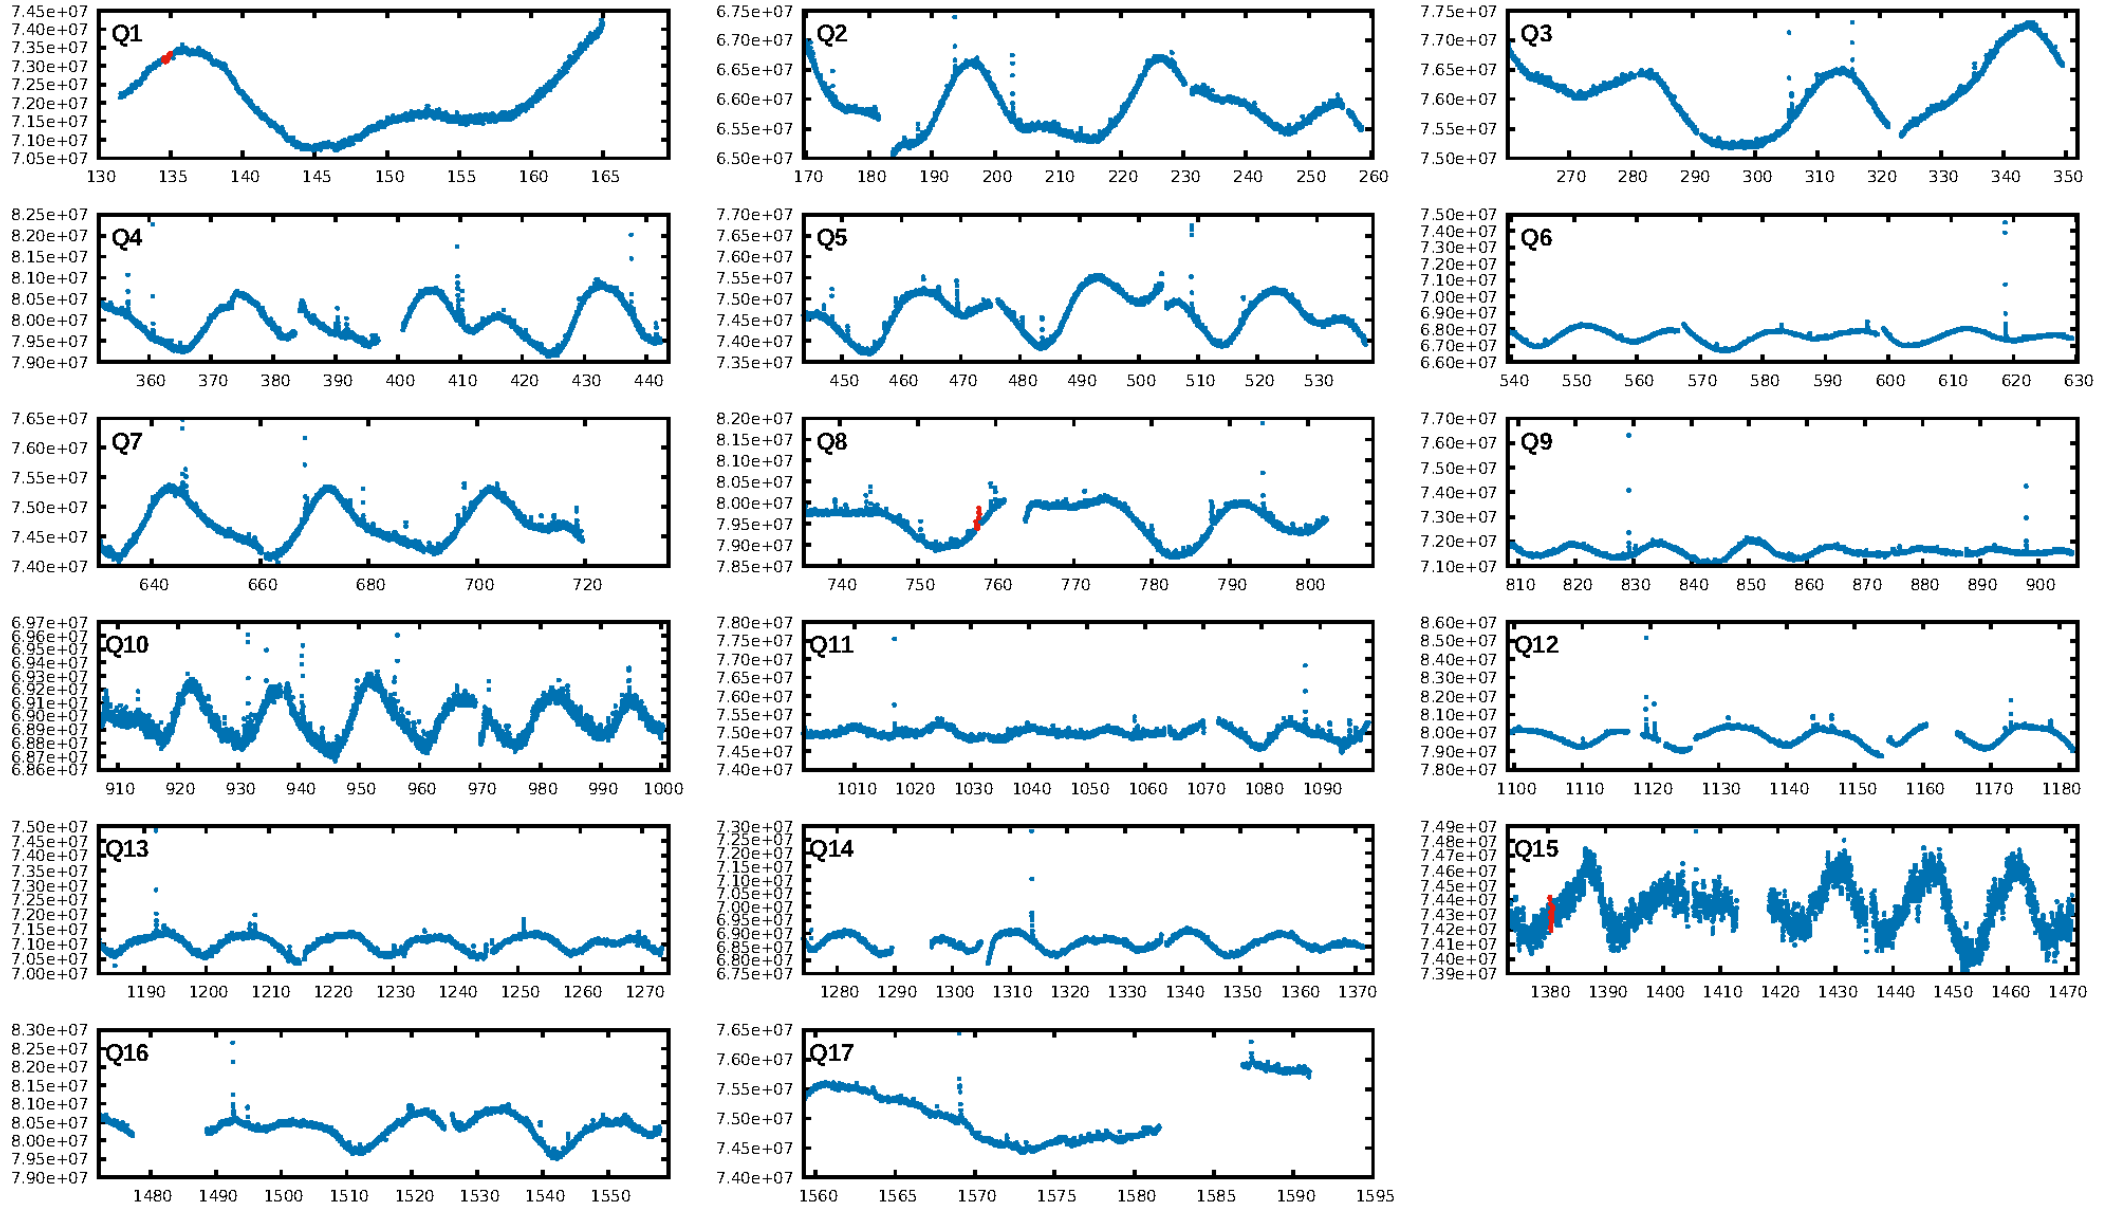 7.45e+07
7.40e+07
7.35e+07
7.30e+07
7.25e+07
7.20e+07
7.15e+07
7.10e+07
7.05e+07
Q1
130 135 140 145 150 155 160 165
6.75e+07
6.70e+07
6.65e+07
6.60e+07
6.55e+07
6.50e+07
Q2
170 180 190 200 210 220 230 240 250 260
7.75e+07
7.70e+07
7.65e+07
7.60e+07
7.55e+07
7.50e+07
Q3
270 280 290 300 310 320 330 340 350
8.25e+07
8.20e+07
8.15e+07
8.10e+07
8.05e+07
8.00e+07
7.95e+07
7.90e+07
Q4
360 370 380 390 400 410 420 430 440
7.70e+07
7.65e+07
7.60e+07
7.55e+07
7.50e+07
7.45e+07
7.40e+07
7.35e+07
Q5
450 460 470 480 490 500 510 520 530
7.50e+07
7.40e+07
7.30e+07
7.20e+07
7.10e+07
7.00e+07
6.90e+07
6.80e+07
6.70e+07
6.60e+07
Q6
540 550 560 570 580 590 600 610 620 630
7.65e+07
7.60e+07
7.55e+07
7.50e+07
7.45e+07
7.40e+07
Q7
640 660 680 700 720
8.20e+07
8.15e+07
8.10e+07
8.05e+07
8.00e+07
7.95e+07
7.90e+07
7.85e+07
Q8
740 750 760 770 780 790 800
7.70e+07
7.60e+07
7.50e+07
7.40e+07
7.30e+07
7.20e+07
7.10e+07
Q9
810 820 830 840 850 860 870 880 890 900
6.97e+07
6.96e+07
6.95e+07
6.94e+07
6.93e+07
6.92e+07
6.91e+07
6.90e+07
6.89e+07
6.88e+07
6.87e+07
6.86e+07
Q10
910 920 930 940 950 960 970 980 990 1000
7.80e+07
7.75e+07
7.70e+07
7.65e+07
7.60e+07
7.55e+07
7.50e+07
7.45e+07
7.40e+07
Q11
1010 1020 1030 1040 1050 1060 1070 1080 1090
8.60e+07
8.50e+07
8.40e+07
8.30e+07
8.20e+07
8.10e+07
8.00e+07
7.90e+07
7.80e+07
Q12
1100 1110 1120 1130 1140 1150 1160 1170 1180
7.50e+07
7.45e+07
7.40e+07
7.35e+07
7.30e+07
7.25e+07
7.20e+07
7.15e+07
7.10e+07
7.05e+07
7.00e+07
Q13
1190 1200 1210 1220 1230 1240 1250 1260 1270
7.30e+07
7.25e+07
7.20e+07
7.15e+07
7.10e+07
7.05e+07
7.00e+07
6.95e+07
6.90e+07
6.85e+07
6.80e+07
6.75e+07
Q14
1280 1290 1300 1310 1320 1330 1340 1350 1360 1370
7.49e+07
7.48e+07
7.47e+07
7.46e+07
7.45e+07
7.44e+07
7.43e+07
7.42e+07
7.41e+07
7.40e+07
7.39e+07
Q15
1380 1390 1400 1410 1420 1430 1440 1450 1460 1470
8.30e+07
8.25e+07
8.20e+07
8.15e+07
8.10e+07
8.05e+07
8.00e+07
7.95e+07
7.90e+07
Q16
1480 1490 1500 1510 1520 1530 1540 1550
7.65e+07
7.60e+07
7.55e+07
7.50e+07
7.45e+07
7.40e+07
Q17
1560 1565 1570 1575 1580 1585 1590 1595